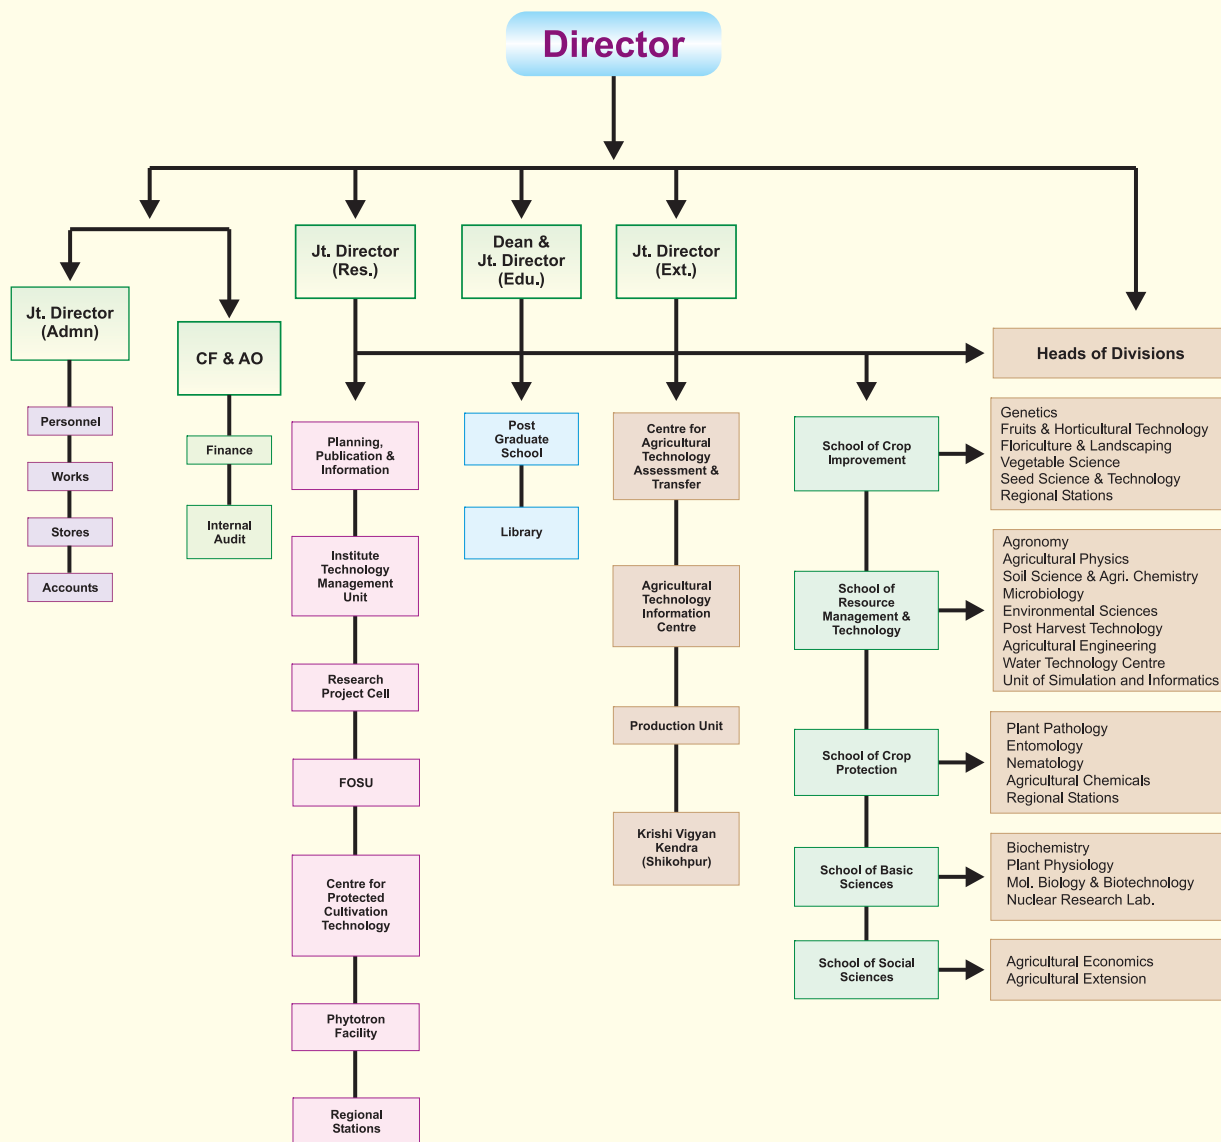 Director
Jt. Director
(Res.)
Dean &
Jt. Director
(Edu.)
Jt. Director
(Ext.)
Jt. Director
(Admn)
CF & AO
Heads of Divisions
Personnel
Works
Stores
Accounts
Finance
Internal
Audit
Planning,
Publication &
Information
Institute
Technology
Management
Unit
Research
Project Cell
FOSU
Centre for
Protected
Cultivation
Technology
Phytotron
Facility
Regional
Stations
Post
Graduate
School
Library
Centre for
Agricultural
Technology
Assessment &
Transfer
Agricultural
Technology
Information
Centre
Production Unit
Krishi Vigyan
Kendra
(Shikohpur)
School of Crop
Improvement
Genetics
Fruits & Horticultural Technology
Floriculture & Landscaping
Vegetable Science
Seed Science & Technology
Regional Stations
School of
Resource
Management &
Technology
Agronomy
Agricultural Physics
Soil Science & Agri. Chemistry
Microbiology
Environmental Sciences
Post Harvest Technology
Agricultural Engineering
Water Technology Centre
Unit of Simulation and Informatics
School of Crop
Protection
Plant Pathology
Entomology
Nematology
Agricultural Chemicals
Regional Stations
School of Basic
Sciences
Biochemistry
Plant Physiology
Mol. Biology & Biotechnology
Nuclear Research Lab.
School of Social
Sciences
Agricultural Economics
Agricultural Extension